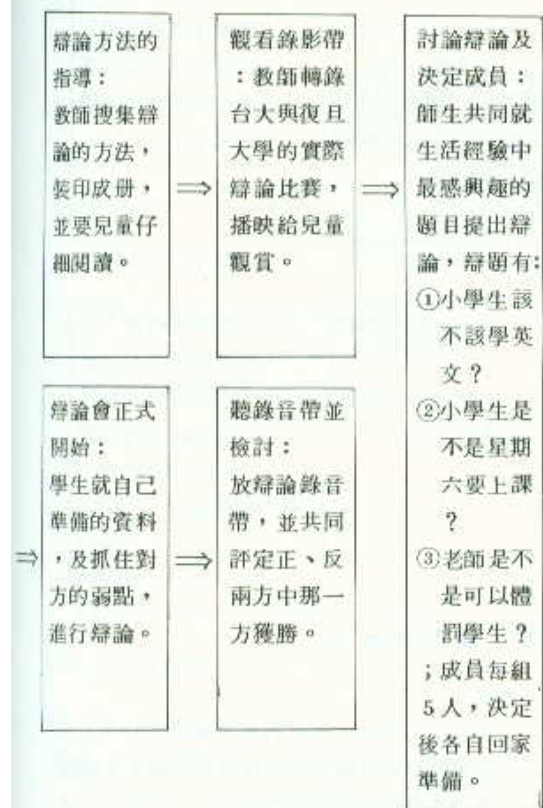 辯論方法的
指導：
教師搜集辯
論的方法，
裝印成册，
並要兒童仔
細閱讀。
⇒
觀看錄影帶
：教師轉錄
台大與復旦
大學的實際
辯論比賽，
播映給兒童
觀賞。
⇒
討論辯論及
決定成員：
師生共同就
生活經驗中
最感興趣的
題目提出辯
論，辯題有：
①小學生該
不該學英
文？
②小學生是
不是星期
六要上課
？
③老師是不
是可以體
罰學生？
；成員每組
5人，決定
後各自回家
準備。
⇒
辯論會正式
開始：
學生就自己
準備的資料
，及抓住對
方的弱點，
進行辯論。
⇒
聽錄音帶並
檢討：
放辯論錄音
帶，並共同
評定正、反
兩方中那一
方獲勝。